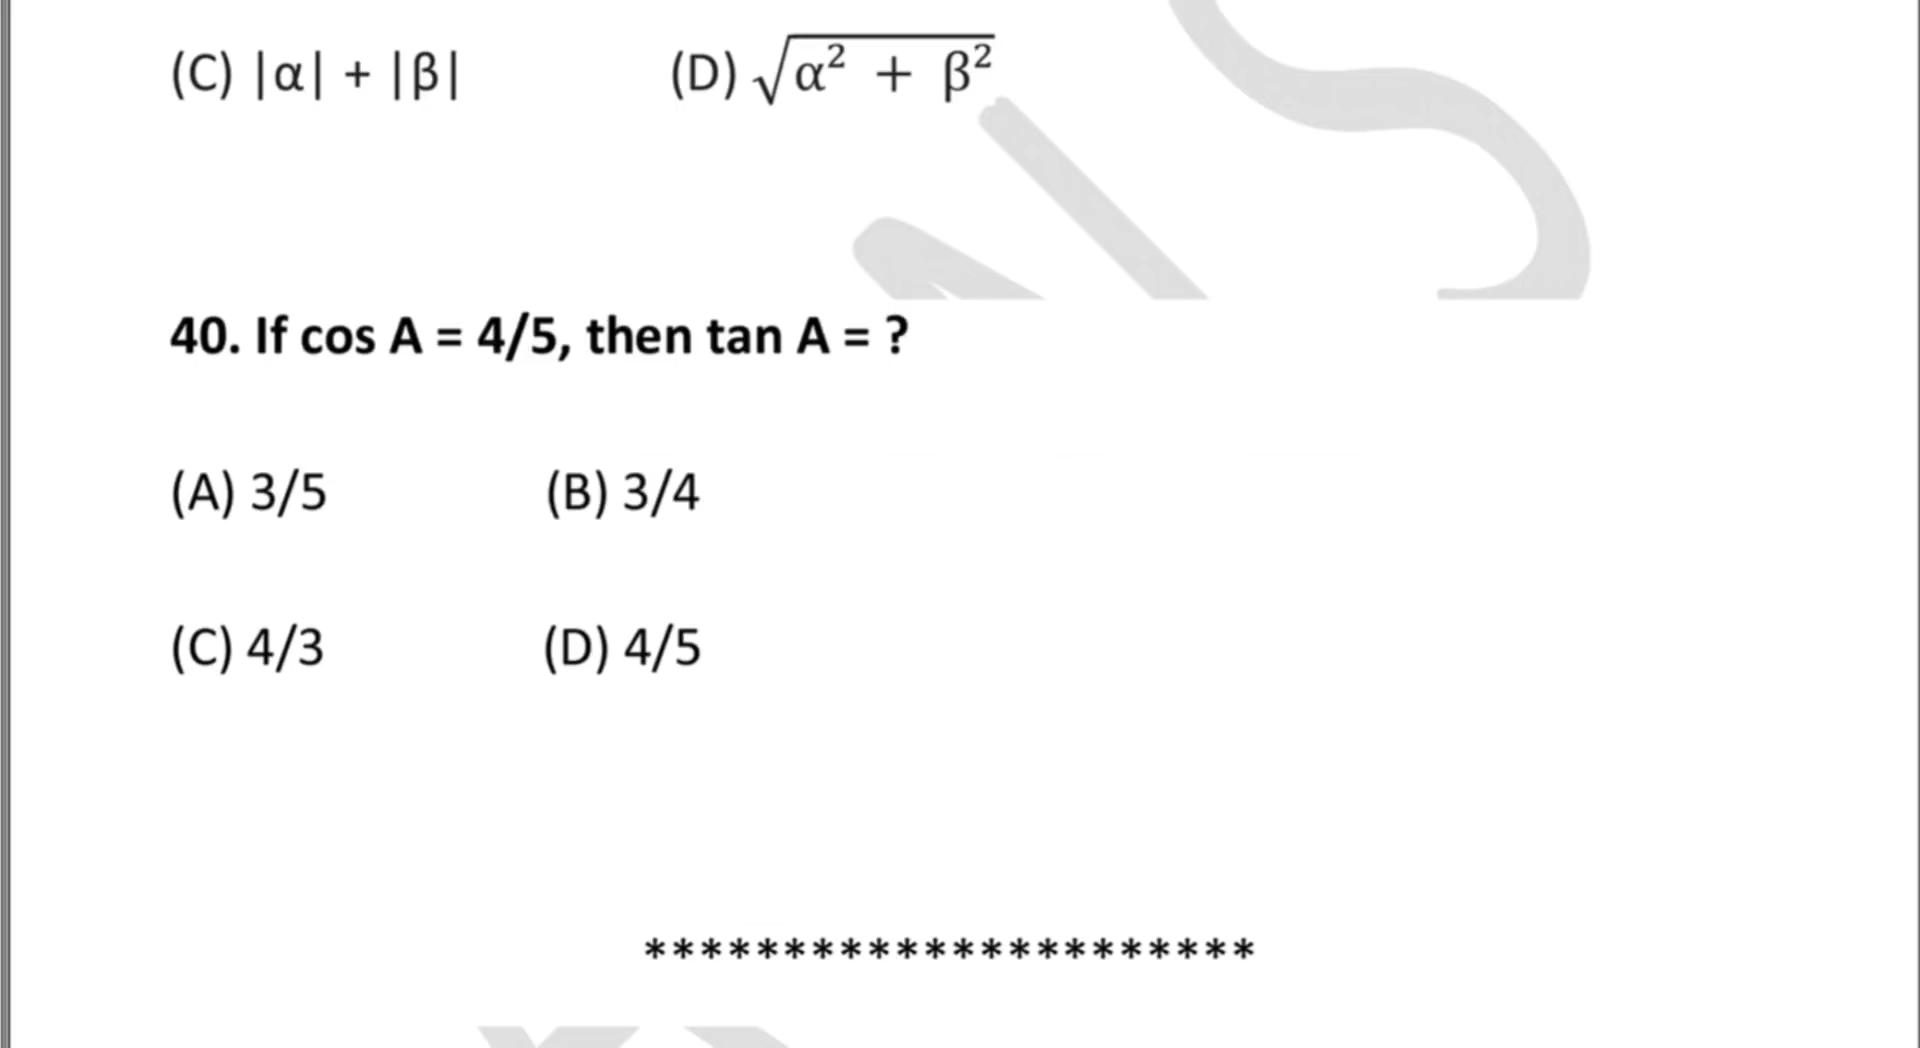 (C) |α| + |β| (D) √α² + β²
40. If cos A = 4/5, then tan A = ?
(A) 3/5 (B) 3/4
(C) 4/3 (D) 4/5
**********************